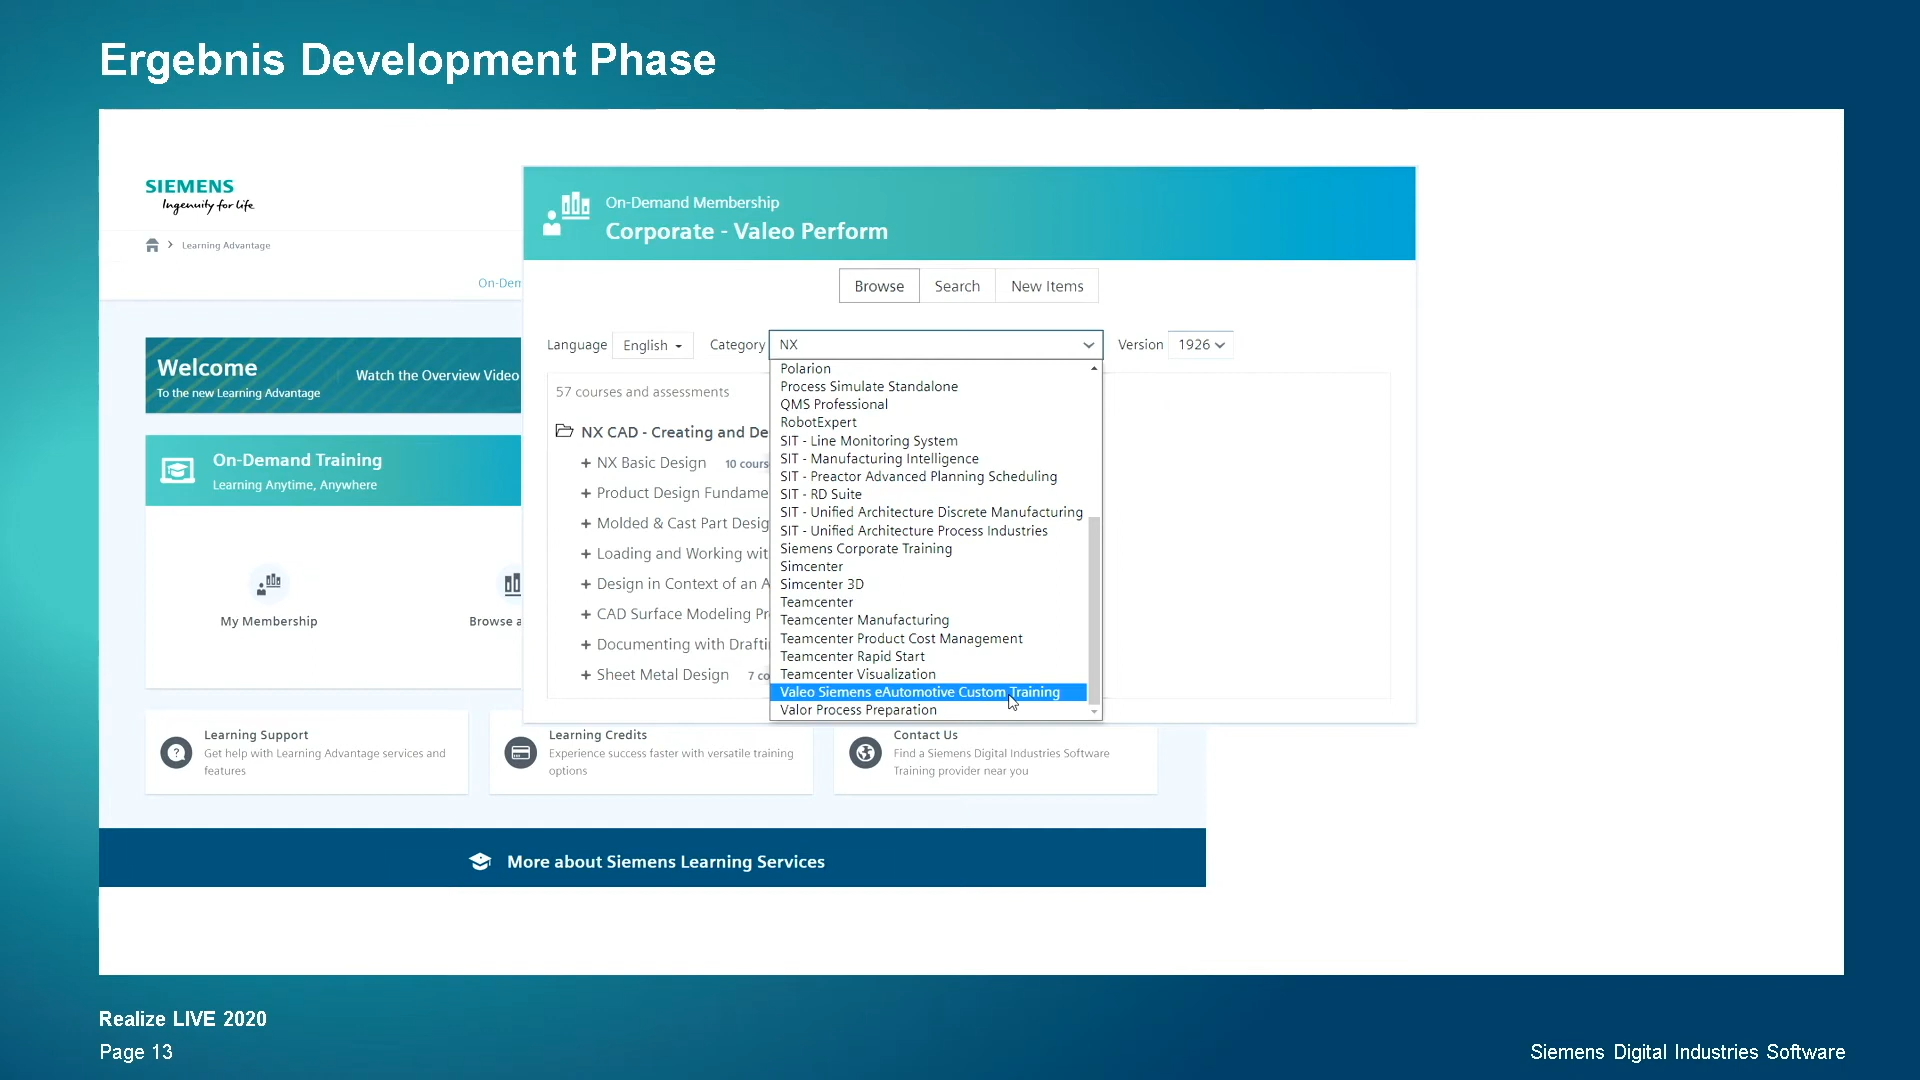 Ergebnis Development Phase
SIEMENS
Ingenuity for life
Learning Advantage
On-Dem
Welcome
To the new Learning Advantage
Watch the Overview Video
On-Demand Training
Learning Anytime, Anywhere
My Membership
Browse a
On-Demand Membership
Corporate - Valeo Perform
Browse Search New Items
Language English Category NX Version 1926
57 courses and assessments
NX CAD - Creating and De
+ NX Basic Design 10 cours
+ Product Design Fundame
+ Molded & Cast Part Desig
+ Loading and Working wit
+ Design in Context of an A
+ CAD Surface Modeling Pr
+ Documenting with Drafti
+ Sheet Metal Design 7 co
Polarion
Process Simulate Standalone
QMS Professional
RobotExpert
SIT - Line Monitoring System
SIT - Manufacturing Intelligence
SIT - Preactor Advanced Planning Scheduling
SIT - RD Suite
SIT - Unified Architecture Discrete Manufacturing
SIT - Unified Architecture Process Industries
Siemens Corporate Training
Simcenter
Simcenter 3D
Teamcenter
Teamcenter Manufacturing
Teamcenter Product Cost Management
Teamcenter Rapid Start
Teamcenter Visualization
Valeo Siemens eAutomotive Custom Training
Valor Process Preparation
Learning Support
Get help with Learning Advantage services and
features
Learning Credits
Experience success faster with versatile training
options
Contact Us
Find a Siemens Digital Industries Software
Training provider near you
More about Siemens Learning Services
Realize LIVE 2020
Page 13
Siemens Digital Industries Software